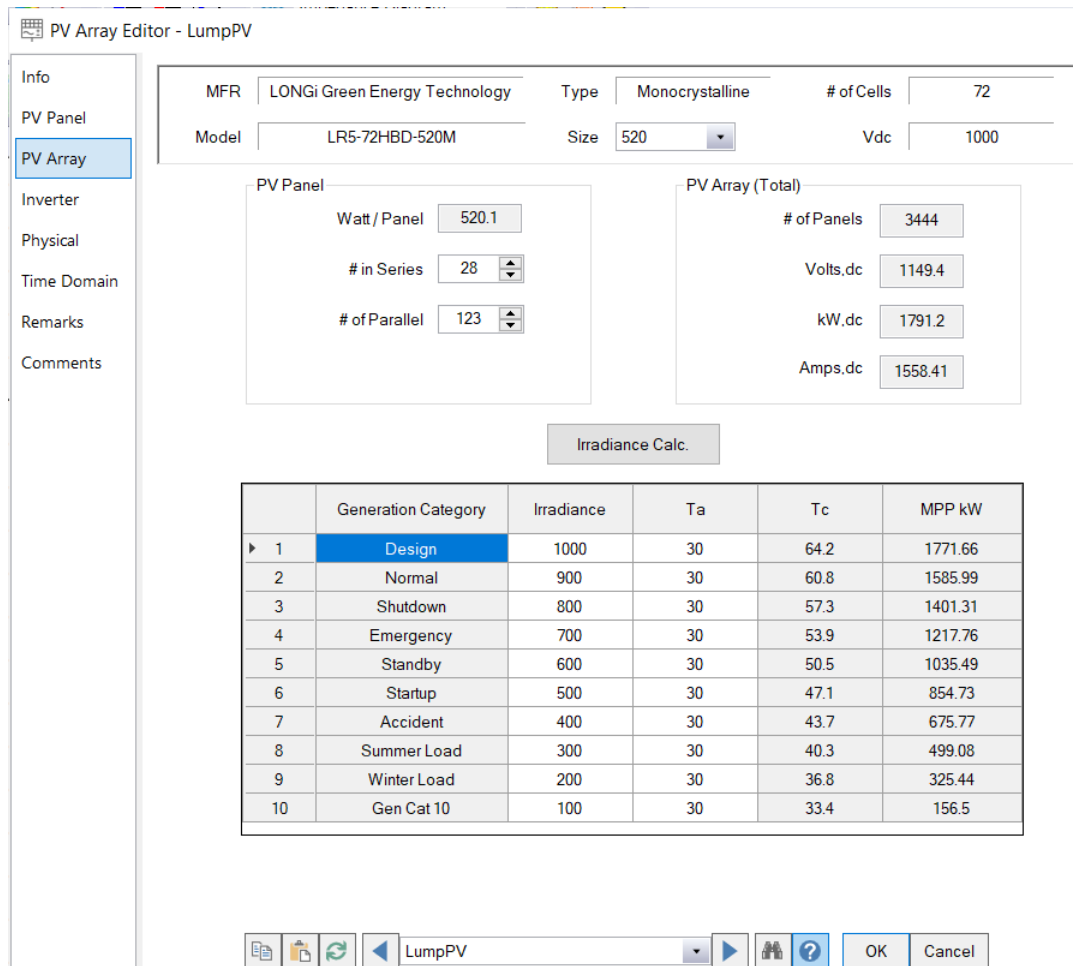 PV Array Editor - LumpPV
Info
PV Panel
PV Array
Inverter
Physical
Time Domain
Remarks
Comments
MFR LONGi Green Energy Technology Type Monocrystalline # of Cells 72
Model LR5-72HBD-520M Size 520 Vdc 1000
PV Panel
Watt / Panel 520.1
# in Series 28
# of Parallel 123
PV Array (Total)
# of Panels 3444
Volts,dc 1149.4
kW,dc 1791.2
Amps,dc 1558.41
Irradiance Calc.
Generation Category Irradiance Ta Tc MPP kW
1 Design 1000 30 64.2 1771.66
2 Normal 900 30 60.8 1585.99
3 Shutdown 800 30 57.3 1401.31
4 Emergency 700 30 53.9 1217.76
5 Standby 600 30 50.5 1035.49
6 Startup 500 30 47.1 854.73
7 Accident 400 30 43.7 675.77
8 Summer Load 300 30 40.3 499.08
9 Winter Load 200 30 36.8 325.44
10 Gen Cat 10 100 30 33.4 156.5
LumpPV ? OK Cancel